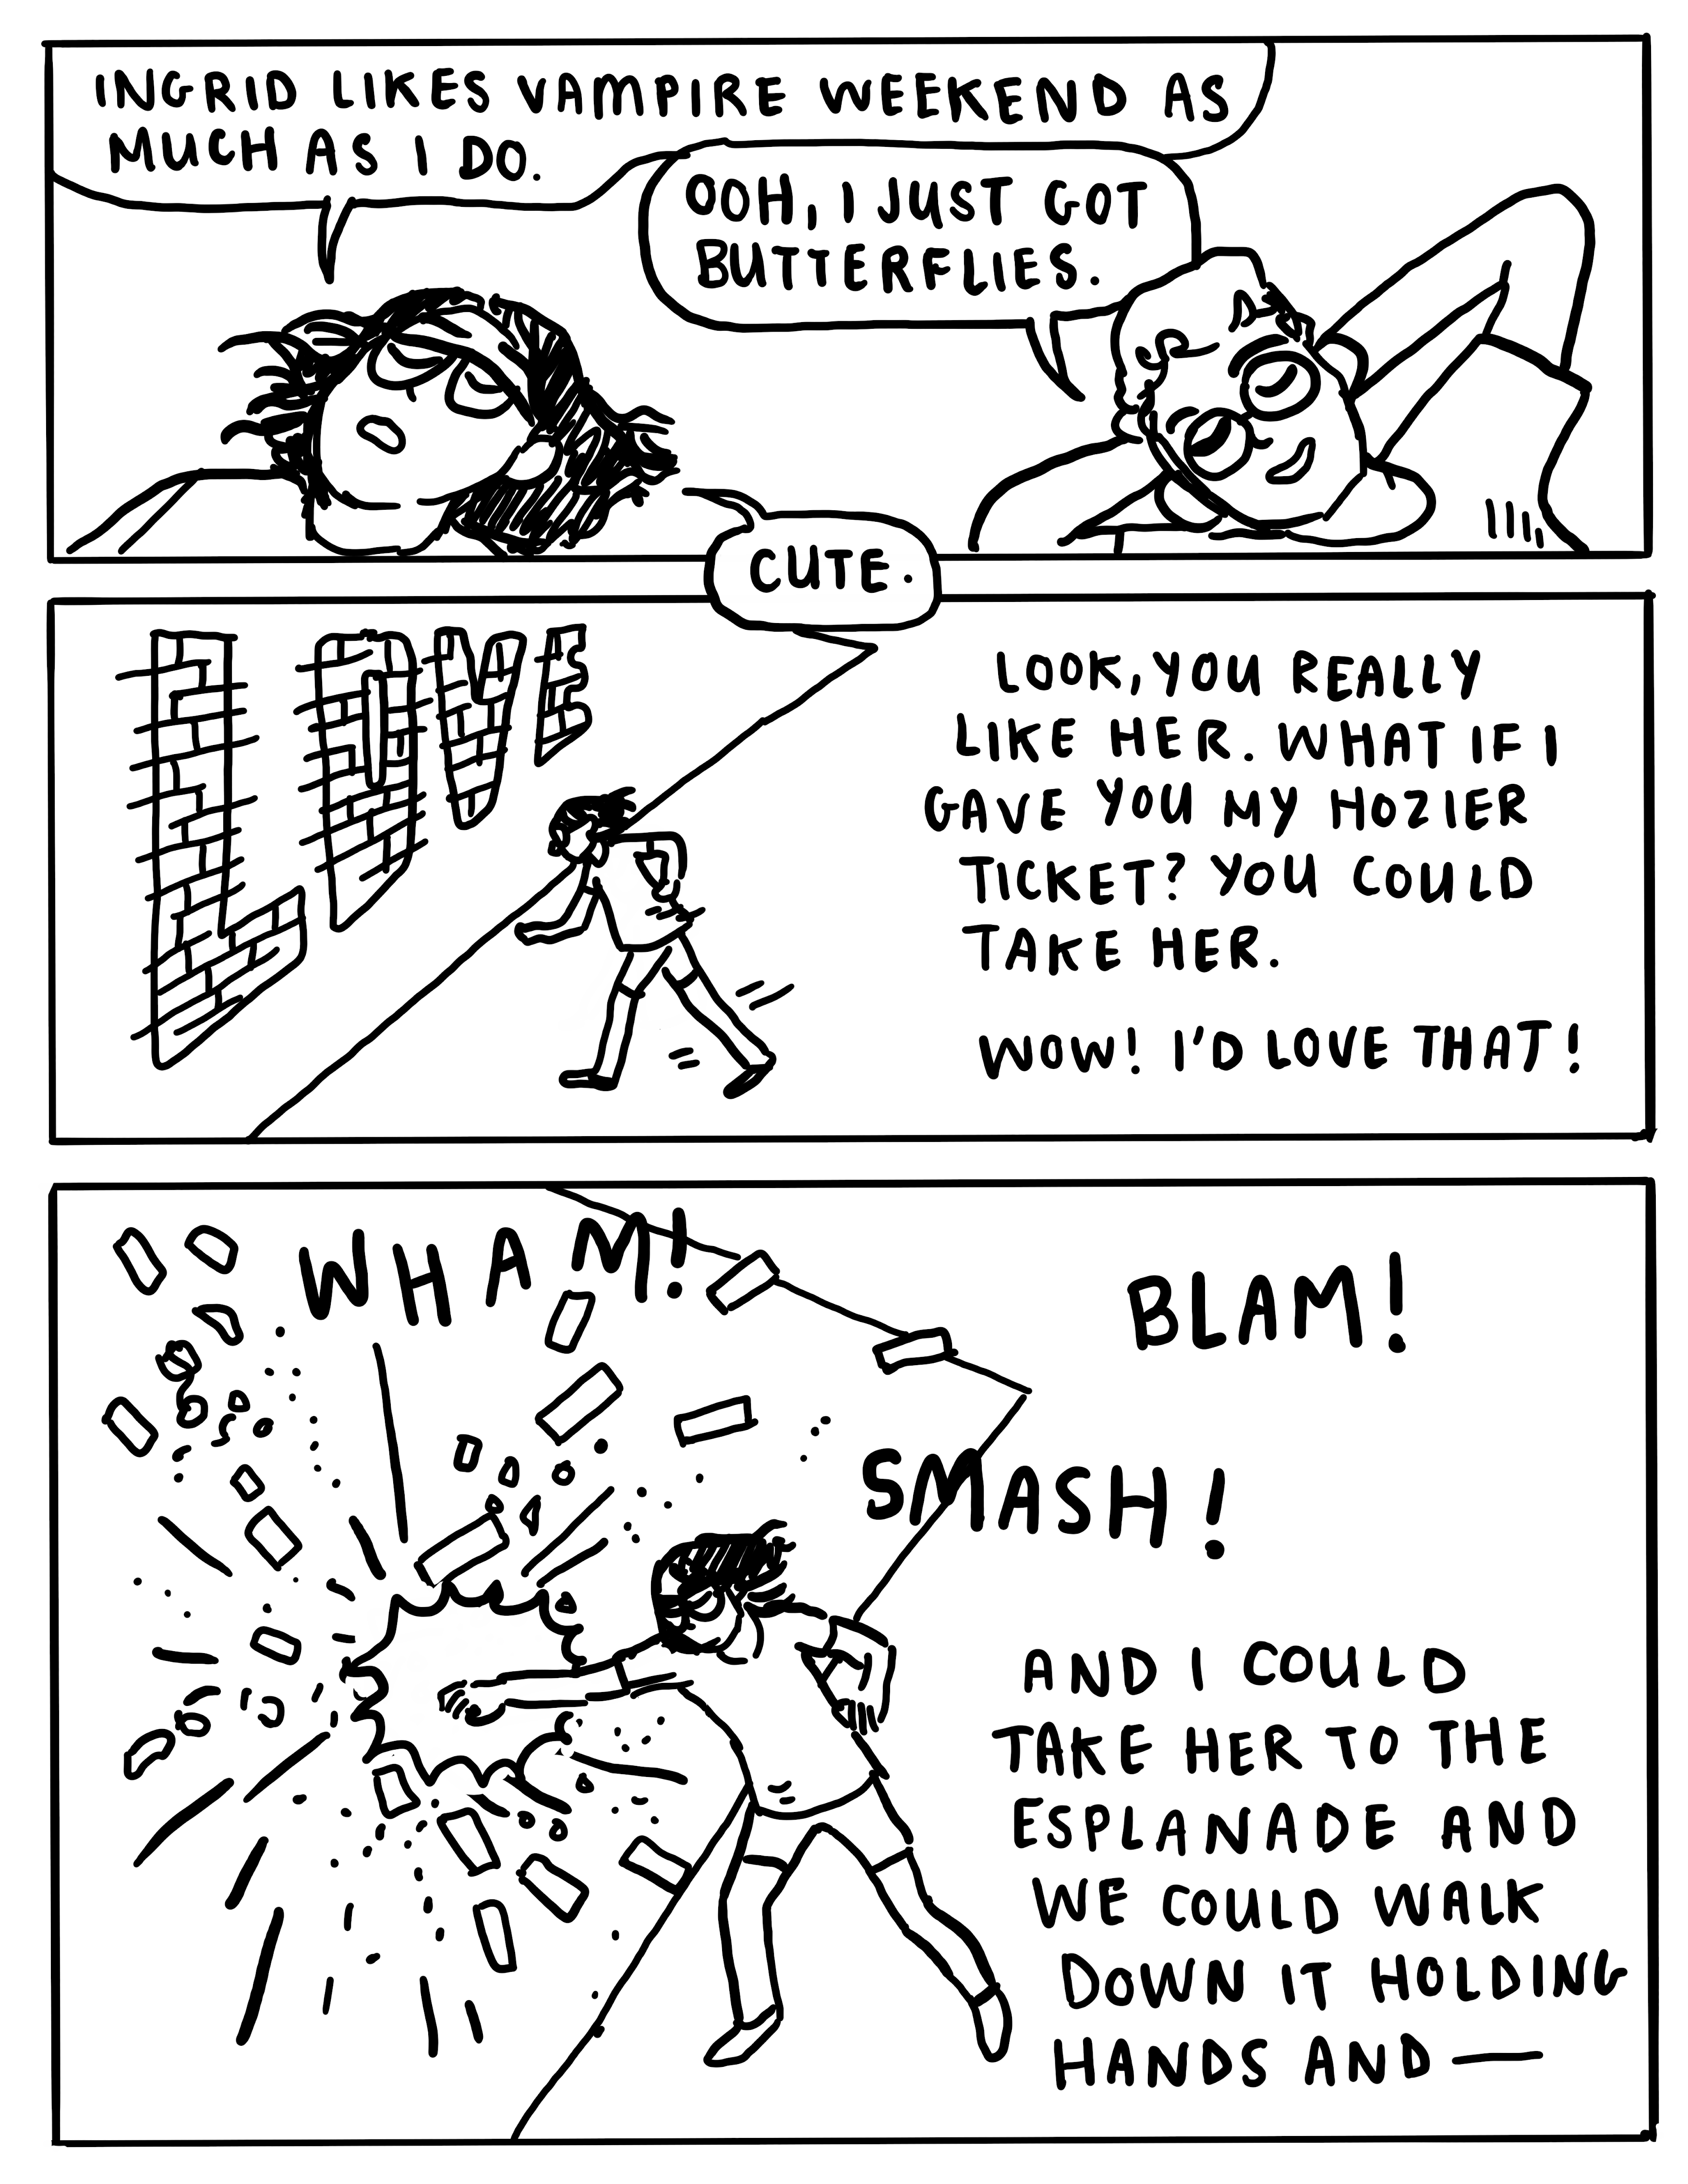 INGRID LIKES VAMPIRE WEEKEND AS
MUCH AS I DO.
OOH, I JUST GOT
BUTTERFLIES.
CUTE.
LOOK, YOU REALLY
LIKE HER. WHAT IF I
GAVE YOU MY HOZIER
TICKET? YOU COULD
TAKE HER.
WOW! I'D LOVE THAT!
WHAM!
BLAM!
SMASH!
AND I COULD
TAKE HER TO THE
ESPLANADE AND
WE COULD WALK
DOWN IT HOLDING
HANDS AND —